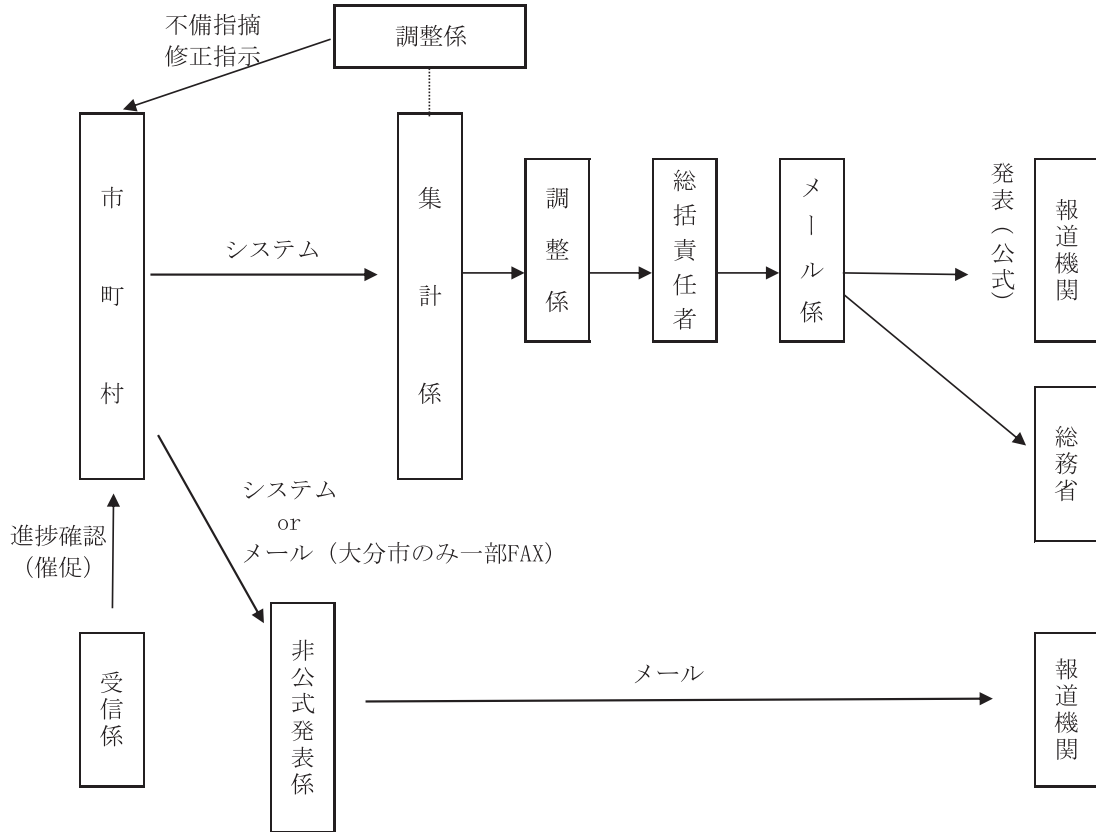 不備指摘
修正指示
調整係
市町村
システム
集計係
調整係
総括責任者
メール係
発表（公式）
報道機関
総務省
システム
or
メール（大分市のみ一部FAX）
進捗確認
（催促）
受信係
非公式発表係
メール
報道機関